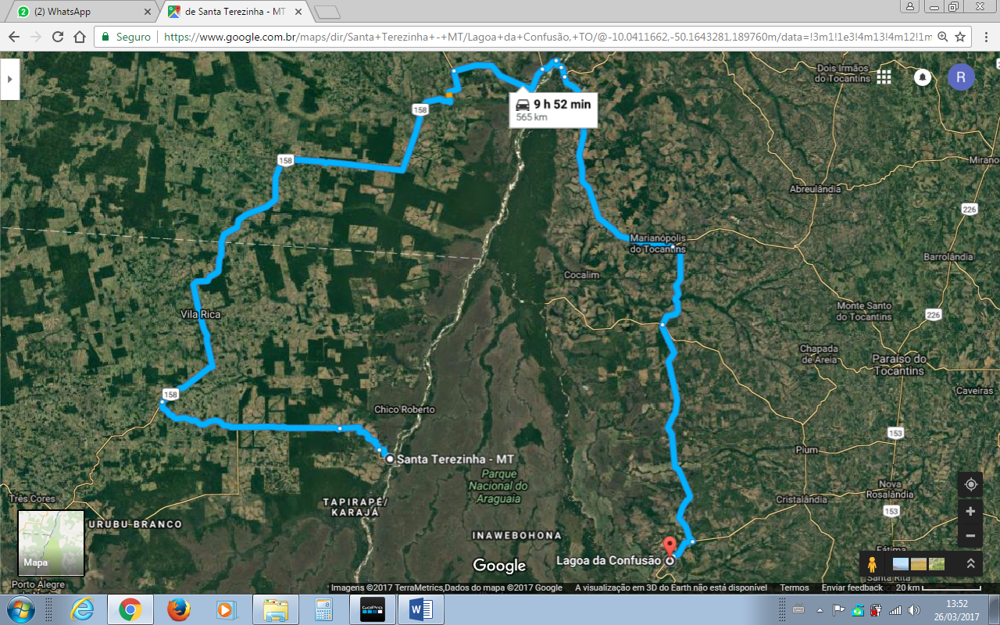 (2) WhatsApp
de Santa Terezinha - MT
Seguro
https://www.google.com.br/maps/dir/Santa+Terezinha+-+MT/Lagoa+da+Confusão,+TO/@-10.0411662,-50.1643281,189760m/data=!3m1!1e3!4m13!4m12!1m
Dois Irmãos
do Tocantins
R
9 h 52 min
565 km
158
158
Mirano
Abreulândia
226
Marianópolis
do Tocantins
Barrolândia
Cocalim
Vila Rica
Monte Santo
do Tocantins
226
Chapada
de Areia
Paraíso do
Tocantins
Caveiras
158
Chico Roberto
153
Santa Terezinha - MT
Pium
Parque
Nacional do
Araguaia
Nova
Rosalândia
Três Cores
TAPIRAPÉ/
KARAJÁ
Cristalândia
153
URUBU-BRANCO
INAWEBOHONA
Fátima
Mapa
Lagoa da Confusão
Google
Santa Rita
Porto Alegre
Imagens ©2017 TerraMetrics,Dados do mapa ©2017 Google
A visualização em 3D do Earth não está disponível
Termos
Enviar feedback
20 km
GoPro
W
13:52
26/03/2017